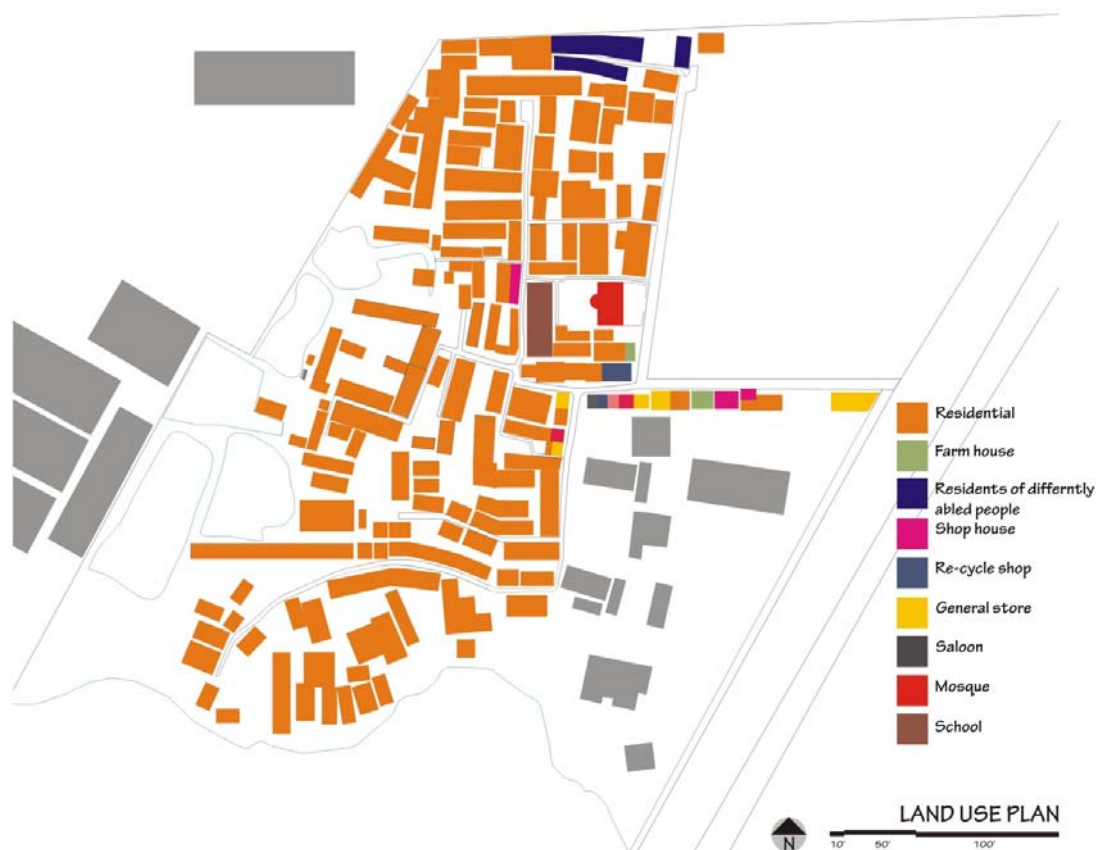 Residential
Farm house
Residents of differntly
abled people
Shop house
Re-cycle shop
General store
Saloon
Mosque
School
LAND USE PLAN
N
10' 50' 100'